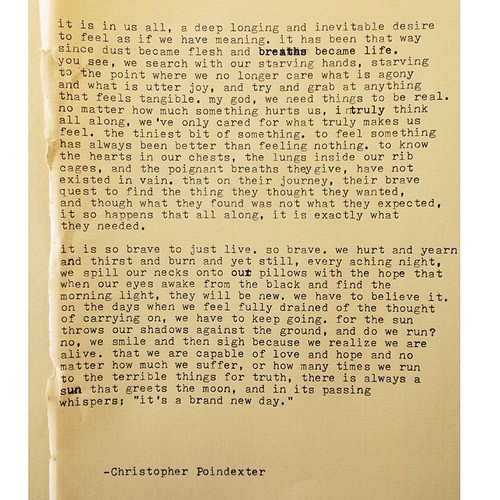 it is in us all, a deep longing and inevitable desire
to feel as if we have meaning. it has been that way
since dust became flesh and breaths became life.
you see, we search with our starving hands, starving
to the point where we no longer care what is agony
and what is utter joy, and try and grab at anything
that feels tangible. my god, we need things to be real.
no matter how much something hurts us, i truly think
all along, we've only cared for what truly makes us
feel. the tiniest bit of something. to feel something
has always been better than feeling nothing. to know
the hearts in our chests, the lungs inside our rib
cages, and the poignant breaths they give, have not
existed in vain. that on their journey, their brave
quest to find the thing they thought they wanted,
and though what they found was not what they expected,
it so happens that all along, it is exactly what
they needed.

it is so brave to just live. so brave. we hurt and yearn
and thirst and burn and yet still, every aching night,
we spill our necks onto our pillows with the hope that
when our eyes awake from the black and find the
morning light, they will be new. we have to believe it.
on the days when we feel fully drained of the thought
of carrying on, we have to keep going. for the sun
throws our shadows against the ground, and do we run?
no, we smile and then sigh because we realize we are
alive. that we are capable of love and hope and no
matter how much we suffer, or how many times we run
to the terrible things for truth, there is always a
sun that greets the moon, and in its passing
whispers; "it's a brand new day."

-Christopher Poindexter